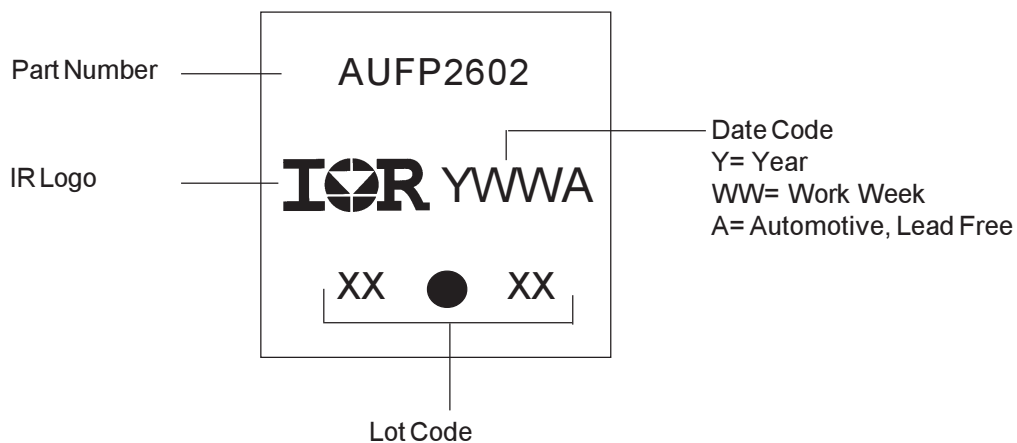 Part Number
AUFP2602
IR Logo
IOR YWWA
Date Code
Y= Year
WW= Work Week
A= Automotive, Lead Free
XX ● XX
Lot Code